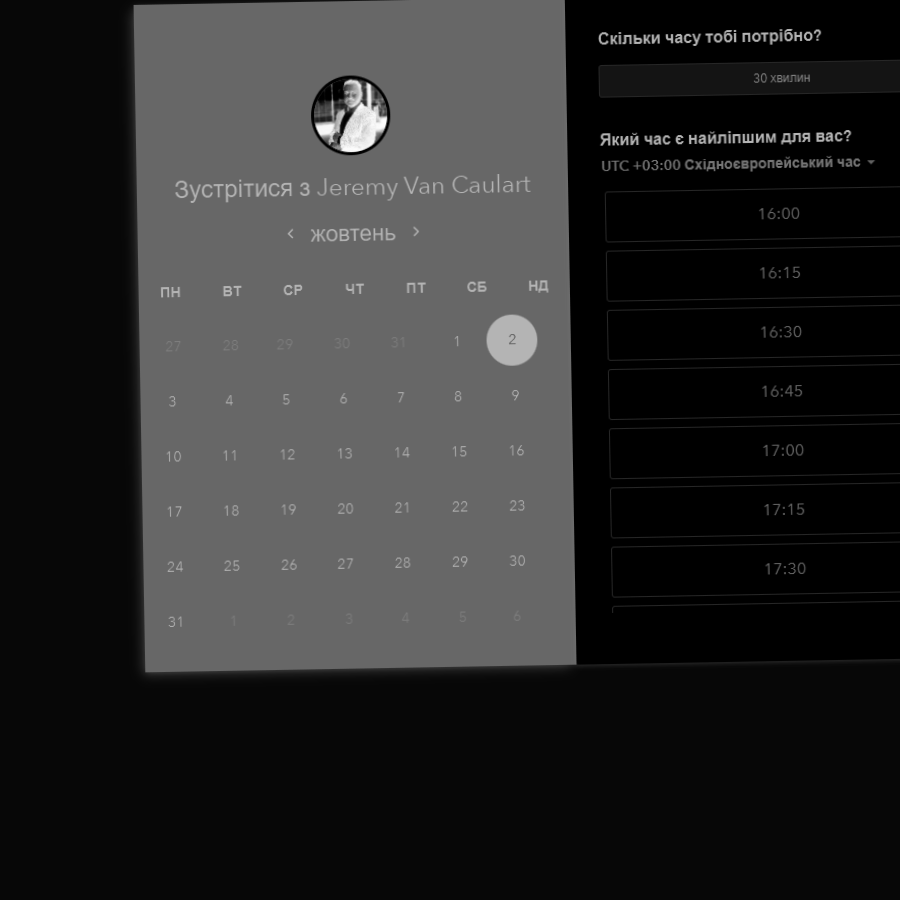 Зустрітися з Jeremy Van Caulart
жовтень
ПН ВТ СР ЧТ ПТ СБ НД
27 28 29 30 31 1 2
3 4 5 6 7 8 9
10 11 12 13 14 15 16
17 18 19 20 21 22 23
24 25 26 27 28 29 30
31 1 2 3 4 5 6
Скільки часу тобі потрібно?
30 хвилин
Який час є найліпшим для вас?
UTC +03:00 Східноєвропейський час
16:00
16:15
16:30
16:45
17:00
17:15
17:30